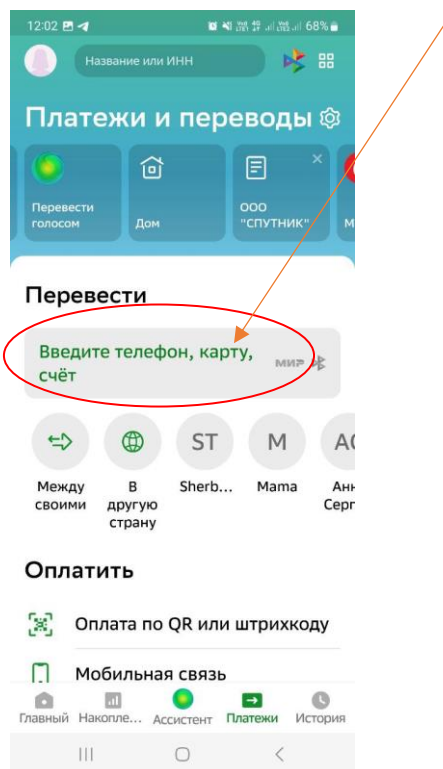 12:02 68%
Название или ИНН
Платежи и переводы
Перевести
голосом
Дом
ООО
"СПУТНИК"
М
Перевести
Введите телефон, карту,
счёт
МИР
ST М АС
Между
своими
В
другую
страну
Sherb...
Mama
Анн
Серг
Оплатить
Оплата по QR или штрихкоду
Мобильная связь
Главный Накопле... Ассистент Платежи История